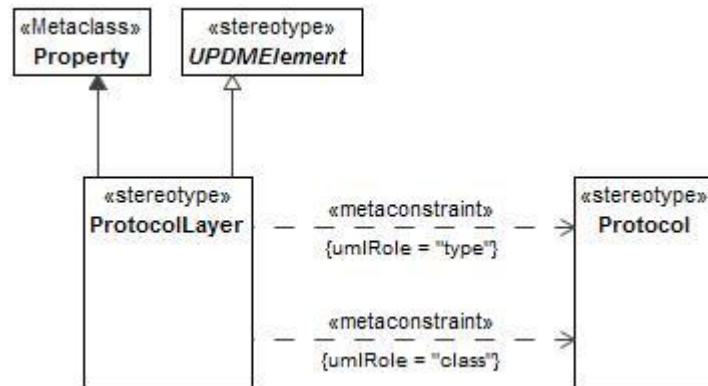 «Metaclass»
Property
«stereotype»
UPDMElement
«stereotype»
ProtocolLayer
«metaconstraint»
{umlRole = "type"}
«metaconstraint»
{umlRole = "class"}
«stereotype»
Protocol